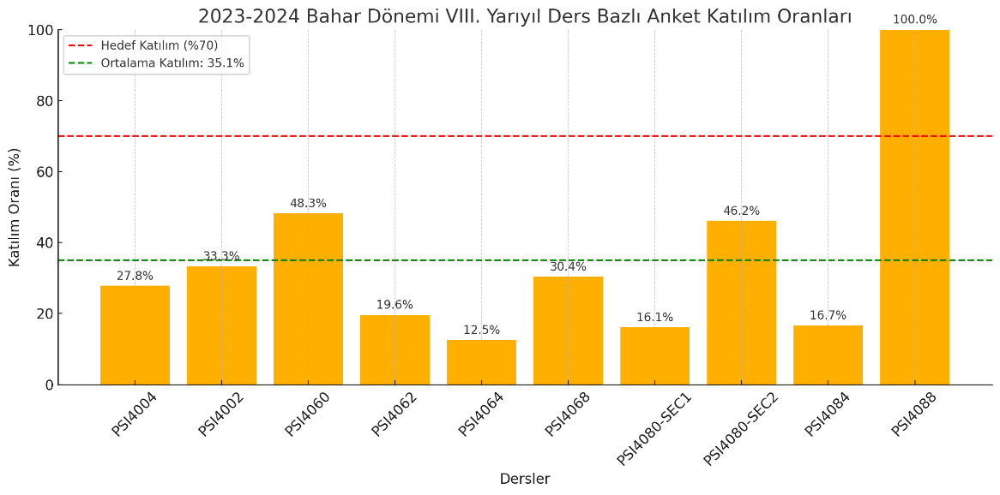 2023-2024 Bahar Dönemi VIII. Yarıyıl Ders Bazlı Anket Katılım Oranları
Hedef Katılım (%70)
Ortalama Katılım: 35.1%
Katılım Oranı (%)
100
80
60
40
20
0
27.8%
33.3%
48.3%
19.6%
12.5%
30.4%
16.1%
46.2%
16.7%
100.0%
PSI4004
PSI4002
PSI4060
PSI4062
PSI4064
PSI4068
PSI4080-SEC1
PSI4080-SEC2
PSI4084
PSI4088
Dersler